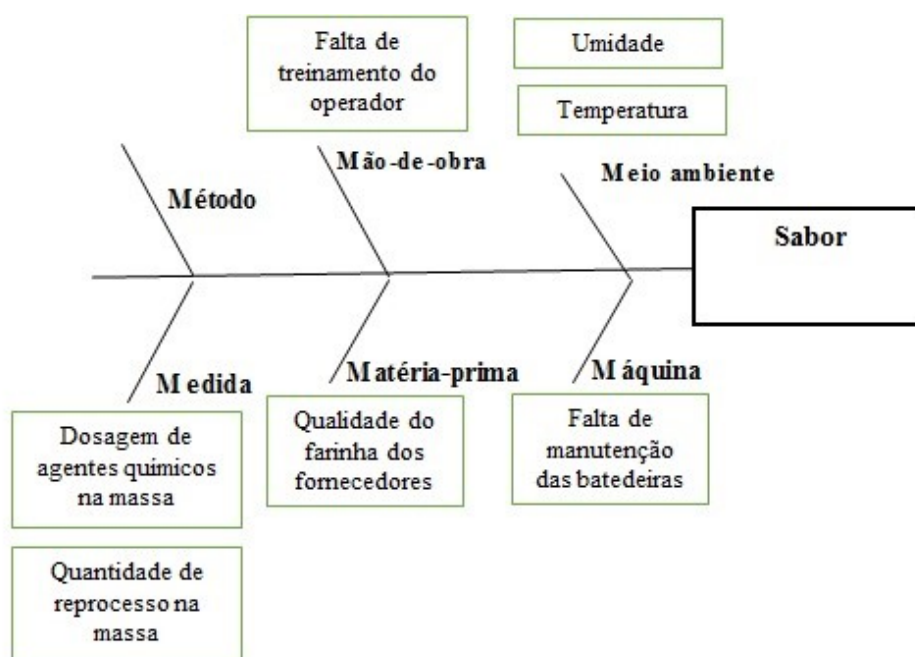 Falta de
treinamento do
operador
Umidade
Temperatura
Mão-de-obra
Meio ambiente
Método
Sabor
Medida
Matéria-prima
Máquina
Dosagem de
agentes químicos
na massa
Qualidade do
farinha dos
fornecedores
Falta de
manutenção
das batedeiras
Quantidade de
reprocesso na
massa